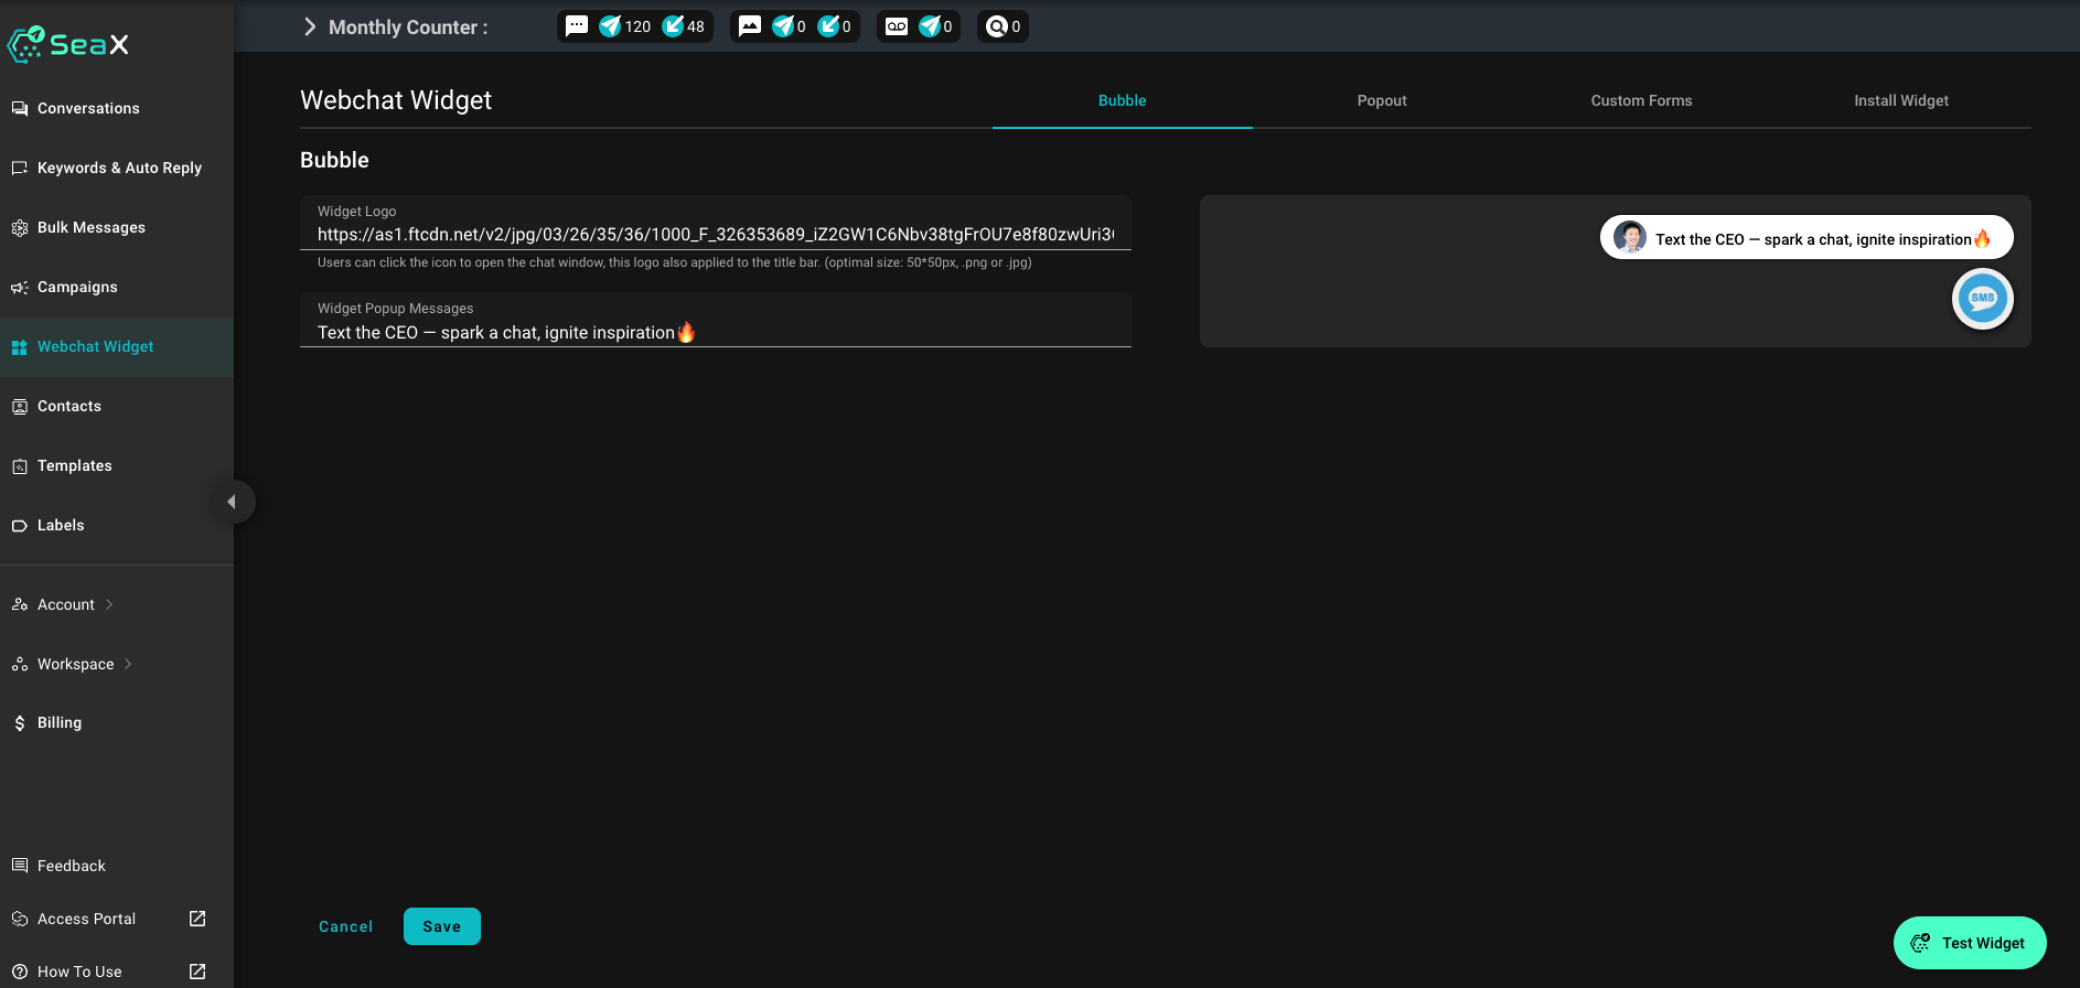 SeaX
Monthly Counter :
120
48
0
0
0
0
Conversations
Keywords & Auto Reply
Bulk Messages
Campaigns
Webchat Widget
Contacts
Templates
Labels
Account
Workspace
Billing
Feedback
Access Portal
How To Use
Webchat Widget
Bubble
Popout
Custom Forms
Install Widget
Bubble
Widget Logo
https://as1.ftcdn.net/v2/jpg/03/26/35/36/1000_F_326353689_iZ2GW1C6Nbv38tgFrOU7e8f80zwUri3
Users can click the icon to open the chat window, this logo also applied to the title bar. (optimal size: 50*50px, .png or .jpg)
Widget Popup Messages
Text the CEO — spark a chat, ignite inspiration🔥
Text the CEO — spark a chat, ignite inspiration🔥
SMS
Cancel
Save
Test Widget